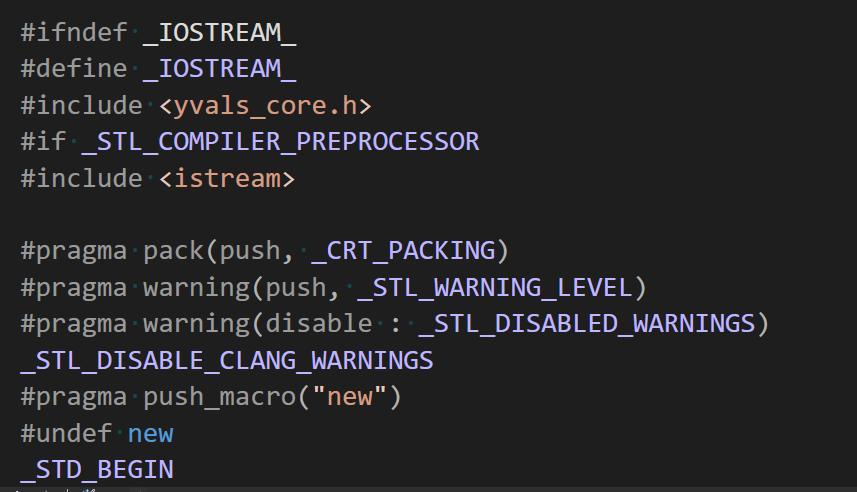 #ifndef _IOSTREAM_
#define _IOSTREAM_
#include <yvals_core.h>
#if _STL_COMPILER_PREPROCESSOR
#include <istream>
#pragma pack(push, _CRT_PACKING)
#pragma warning(push, _STL_WARNING_LEVEL)
#pragma warning(disable : _STL_DISABLED_WARNINGS)
_STL_DISABLE_CLANG_WARNINGS
#pragma push_macro("new")
#undef new
_STD_BEGIN